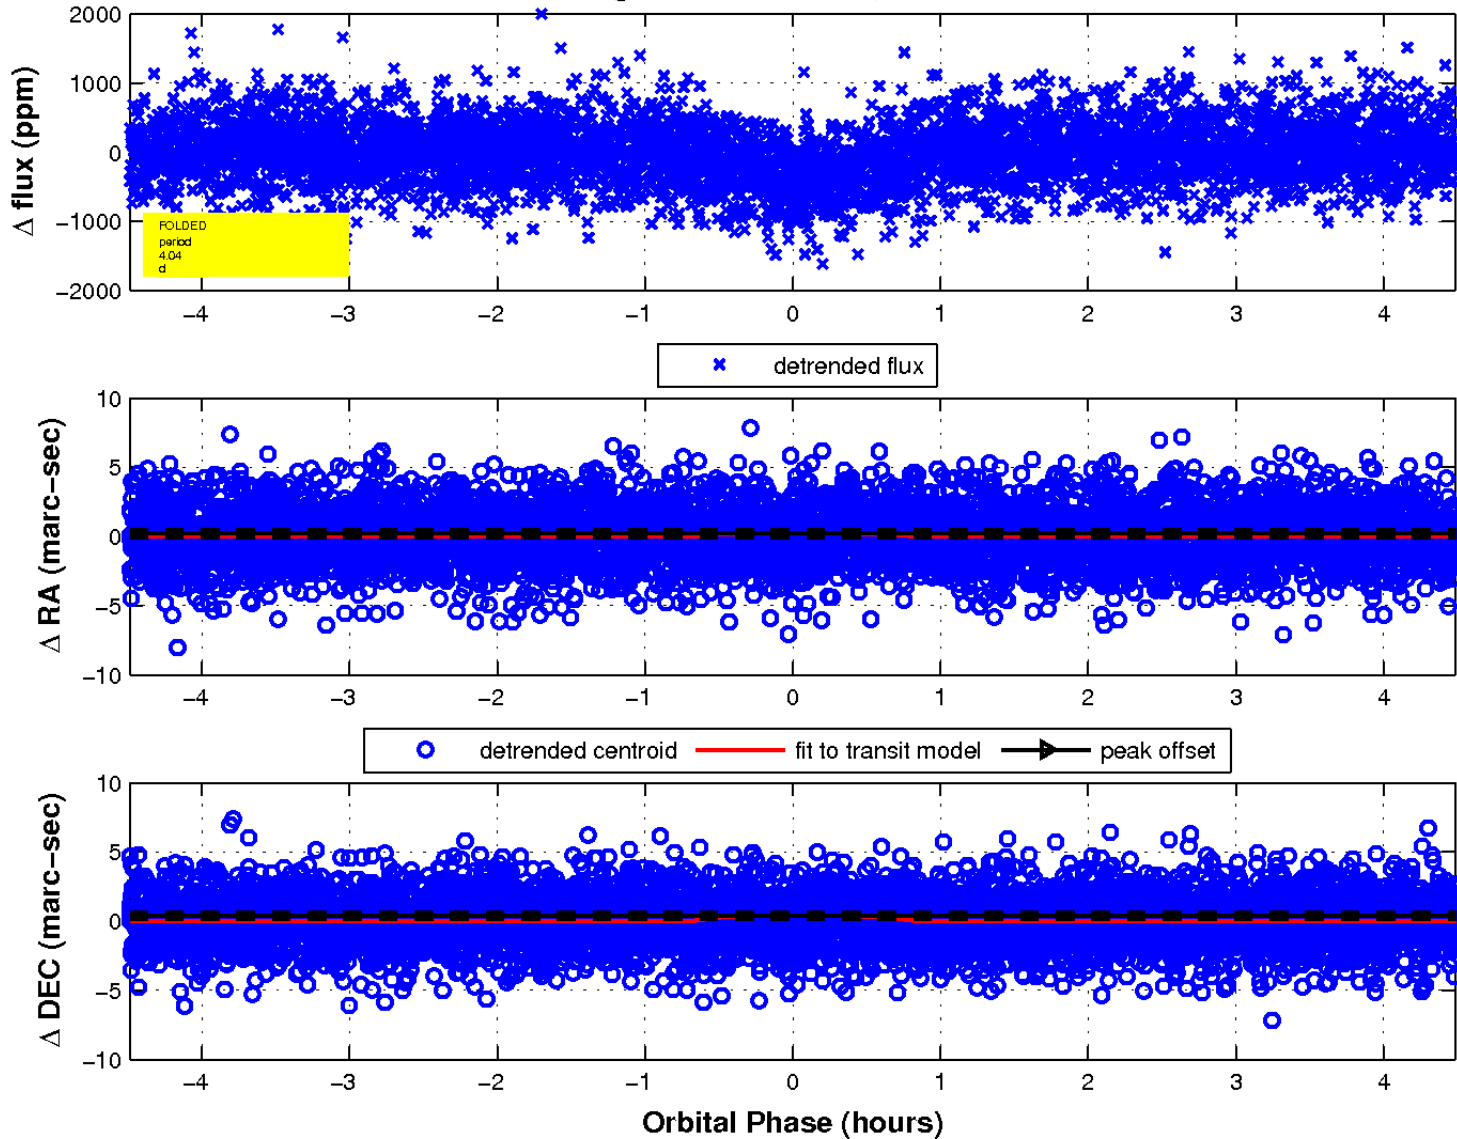 2000
1000
0
−1000
−2000
Δ flux (ppm)
FOLDED
period
4.04
d
−4 −3 −2 −1 0 1 2 3 4
detrended flux
10
5
0
−5
−10
Δ RA (marc−sec)
−4 −3 −2 −1 0 1 2 3 4
detrended centroid fit to transit model peak offset
10
5
0
−5
−10
Δ DEC (marc−sec)
−4 −3 −2 −1 0 1 2 3 4
Orbital Phase (hours)